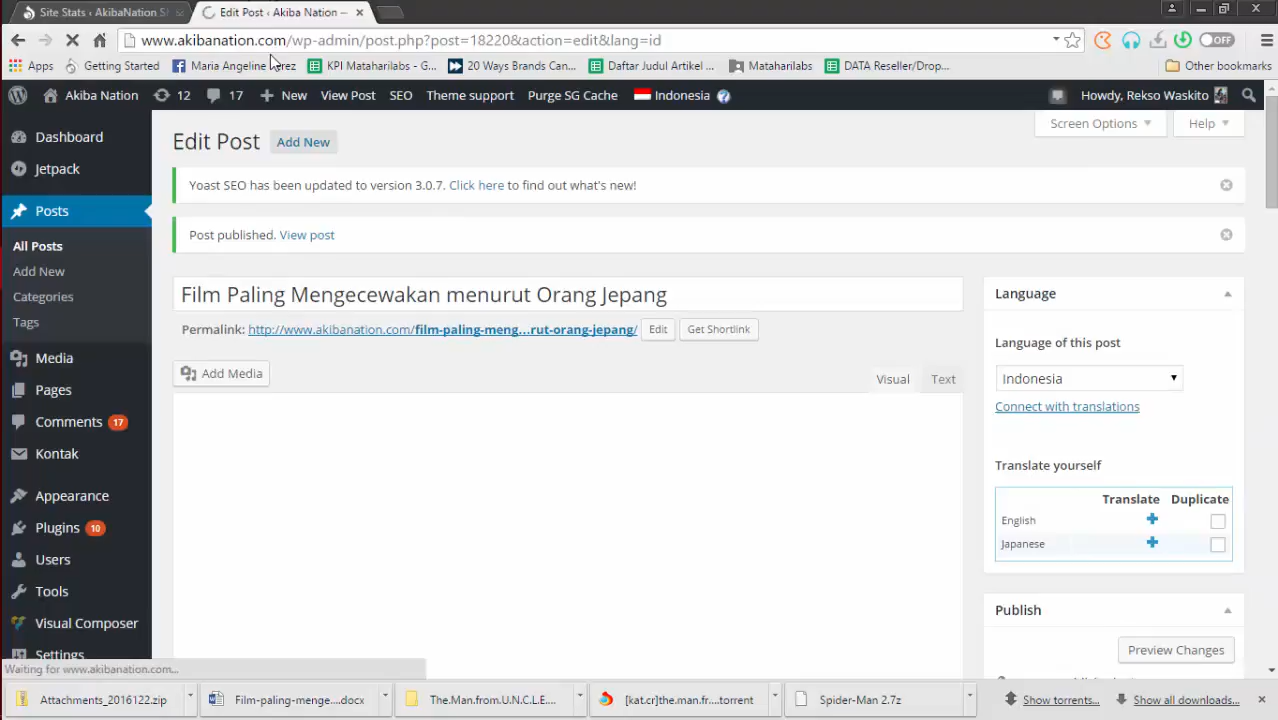 Site Stats ‹ AkibaNation S
Edit Post ‹ Akiba Nation —
www.akibanation.com/wp-admin/post.php?post=18220&action=edit&lang=id
OFF
Apps
Getting Started
Maria Angeline Perez
KPI Mataharilabs - G...
20 Ways Brands Can...
Daftar Judul Artikel ...
Mataharilabs
DATA Reseller/Drop...
Other bookmarks
Akiba Nation
12
17
New
View Post
SEO
Theme support
Purge SG Cache
Indonesia
Howdy, Rekso Waskito
Dashboard
Jetpack
Posts
All Posts
Add New
Categories
Tags
Media
Pages
Comments 17
Kontak
Appearance
Plugins 10
Users
Tools
Visual Composer
Settings
Screen Options
Help
Edit Post Add New
Yoast SEO has been updated to version 3.0.7. Click here to find out what's new!
Post published. View post
Film Paling Mengecewakan menurut Orang Jepang
Permalink: http://www.akibanation.com/film-paling-meng...rut-orang-jepang/ Edit Get Shortlink
Add Media
Visual Text
Language
Language of this post
Indonesia
Connect with translations
Translate yourself
Translate Duplicate
English
Japanese
Publish
Preview Changes
Waiting for www.akibanation.com...
Attachments_2016122.zip
Film-paling-menge....docx
The.Man.from.U.N.C.L.E....
[kat.cr]the.man.fr....torrent
Spider-Man 2.7z
Show torrents...
Show all downloads...